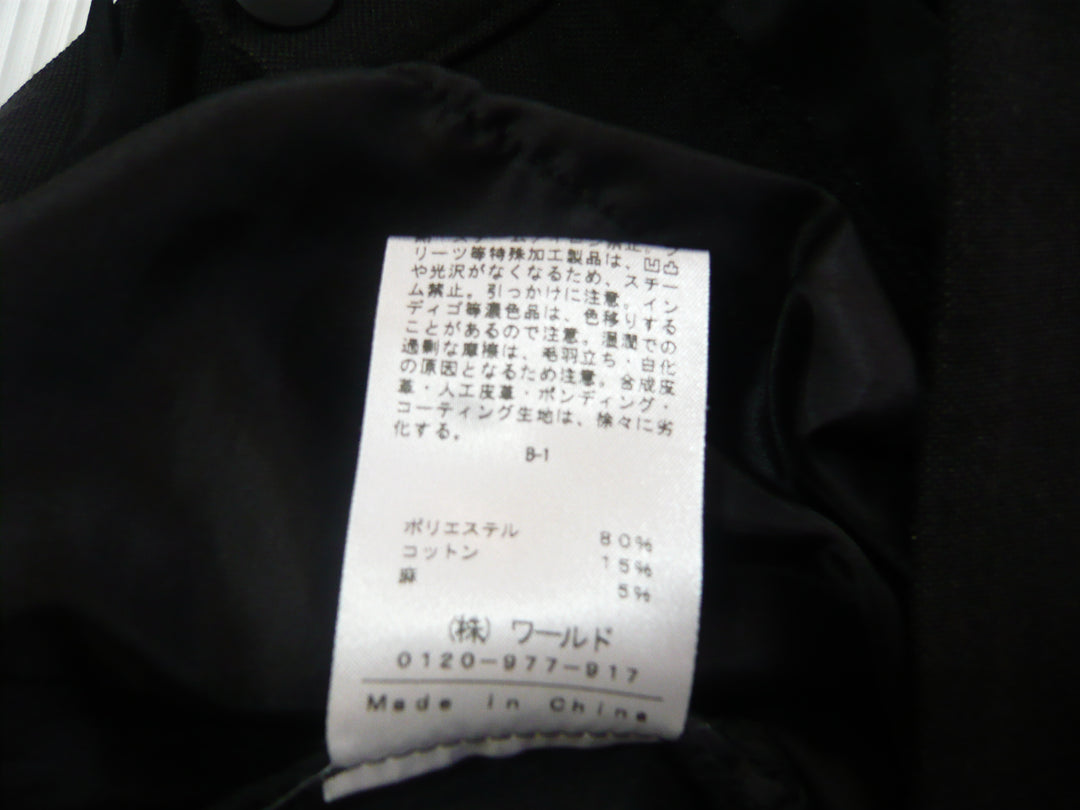 リーツ等特殊加工製品は、凹凸
や光沢がなくなるため、スチー
ム禁止。引っかけに注意。イン
ディゴ等濃色品は、色移りする
ことがあるので注意。湿潤での
過剰な摩擦は、毛羽立ち・白化
の原因となるため注意。合成皮
革・人工皮革・ボンディング・
コーティング生地は、徐々に劣
化する。
B-1
ポリエステル 80%
コットン 15%
麻 5%
(株) ワールド
0120-977-917
Made in China